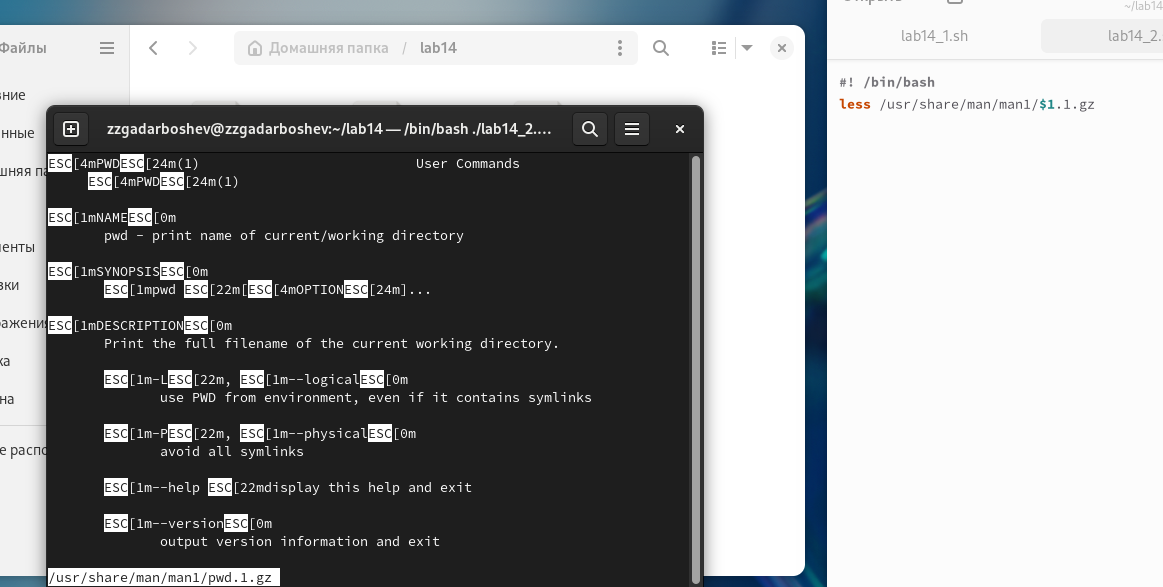 Файлы
Домашняя папка / lab14
~/lab14
lab14_1.sh
lab14_2.
#! /bin/bash
less /usr/share/man/man1/$1.1.gz
zzgadarboshev@zzgadarboshev:~/lab14 — /bin/bash ./lab14_2....
ESC[4mPWDESC[24m(1) User Commands
ESC[4mPWDESC[24m(1)
ESC[1mNAMEESC[0m
pwd - print name of current/working directory
ESC[1mSYNOPSISESC[0m
ESC[1mpwd ESC[22m[ESC[4mOPTIONESC[24m]...
ESC[1mDESCRIPTIONESC[0m
Print the full filename of the current working directory.
ESC[1m-LESC[22m, ESC[1m--logicalESC[0m
use PWD from environment, even if it contains symlinks
ESC[1m-PESC[22m, ESC[1m--physicalESC[0m
avoid all symlinks
ESC[1m--help ESC[22mdisplay this help and exit
ESC[1m--versionESC[0m
output version information and exit
/usr/share/man/man1/pwd.1.gz